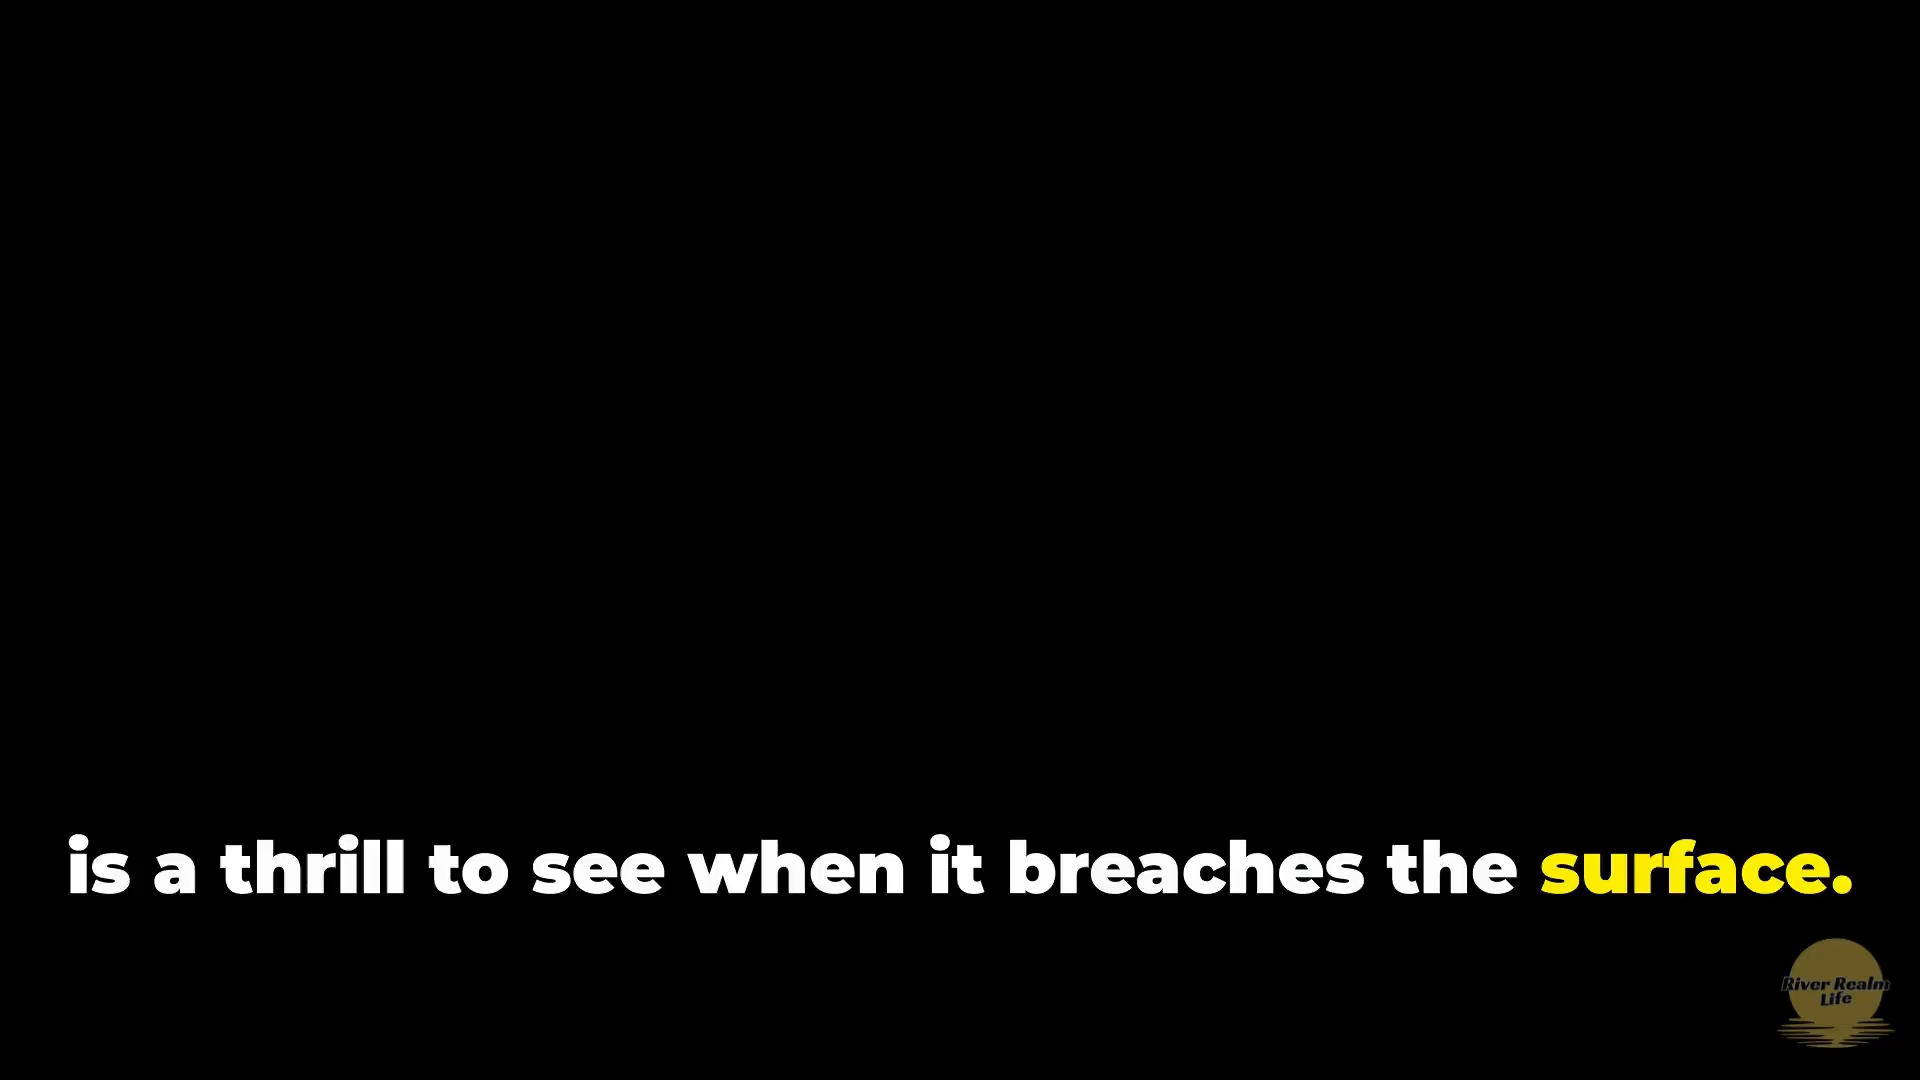 is a thrill to see when it breaches the surface.
River Realm
Life